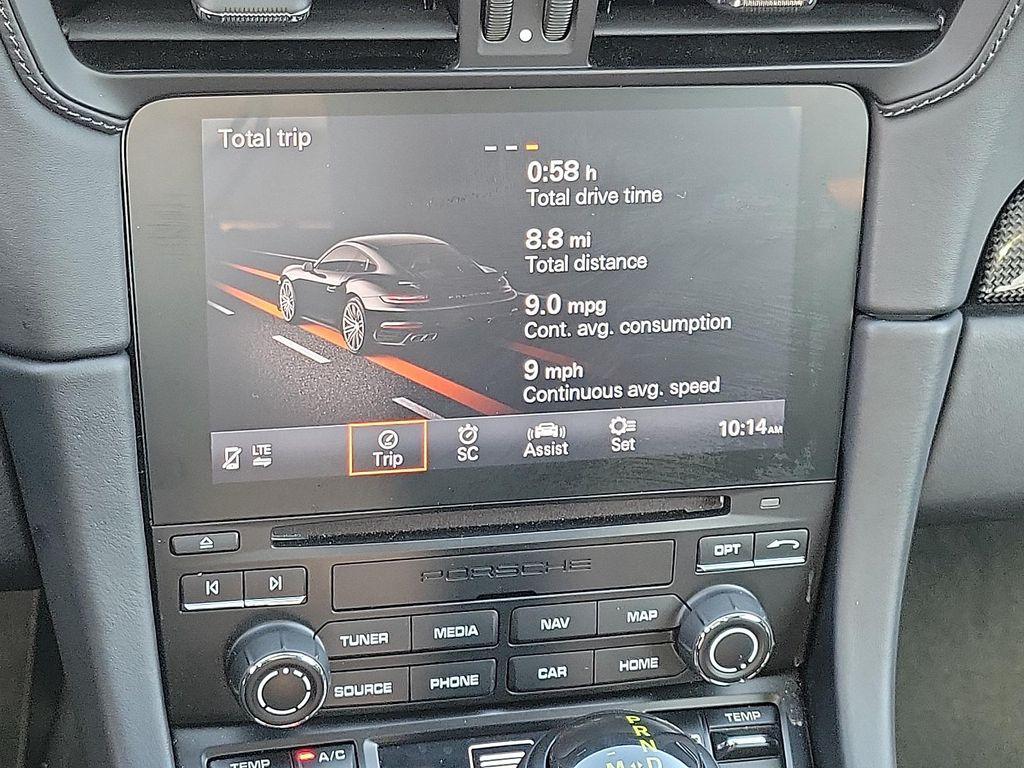 Total trip
0:58 h
Total drive time
8.8 mi
Total distance
9.0 mpg
Cont. avg. consumption
9 mph
Continuous avg. speed
LTE
Trip
SC
Assist
Set
10:14 AM
OPT
PORSCHE
TUNER
MEDIA
NAV
MAP
SOURCE
PHONE
CAR
HOME
TEMP
A/C
P
R
N
M
D
TEMP